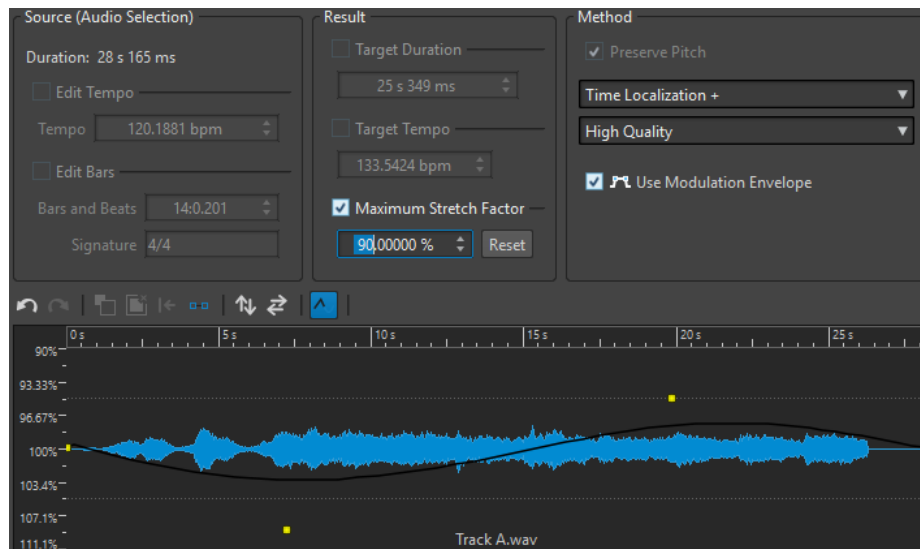 Source (Audio Selection)
Duration: 28 s 165 ms
Edit Tempo
Tempo 120.1881 bpm
Edit Bars
Bars and Beats 14:0.201
Signature 4/4
Result
Target Duration
25 s 349 ms
Target Tempo
133.5424 bpm
Maximum Stretch Factor
90.00000 % Reset
Method
Preserve Pitch
Time Localization +
High Quality
Use Modulation Envelope
0 s 5 s 10 s 15 s 20 s 25 s
90%
93.33%
96.67%
100%
103.4%
107.1%
111.1%
Track A.wav